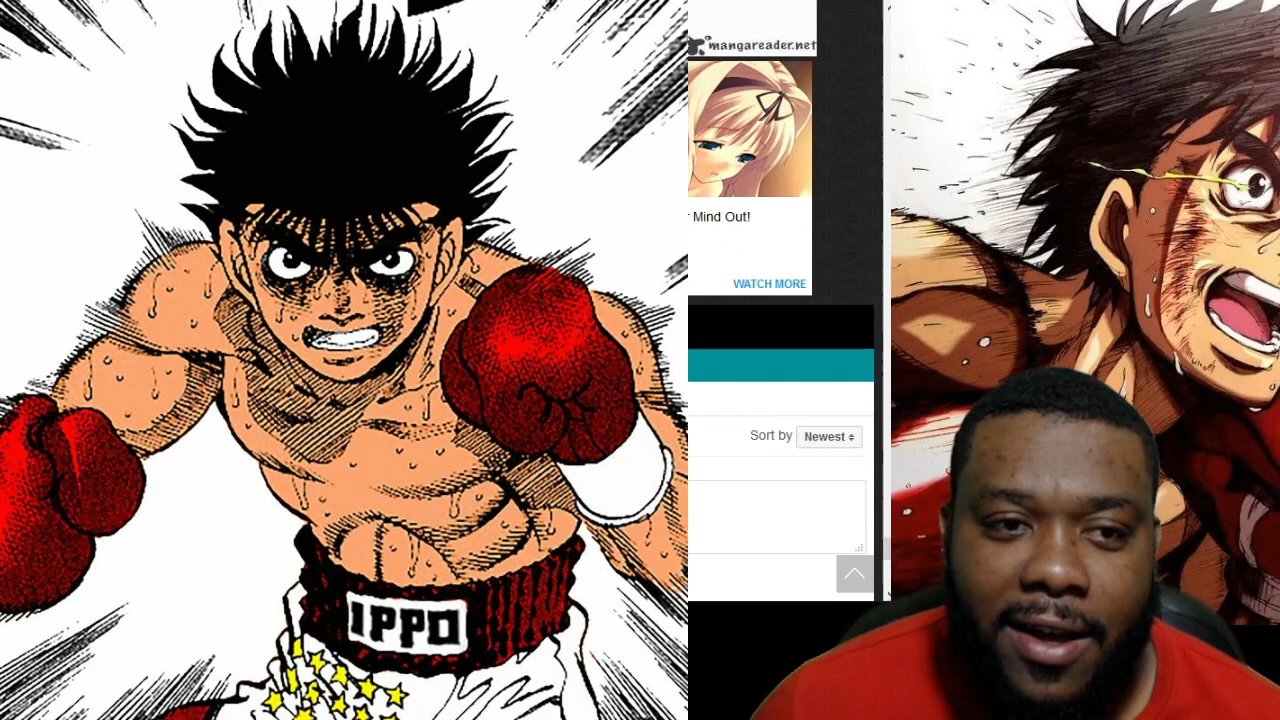 IPPO
mangareader.net
Mind Out!
WATCH MORE
Sort by Newest